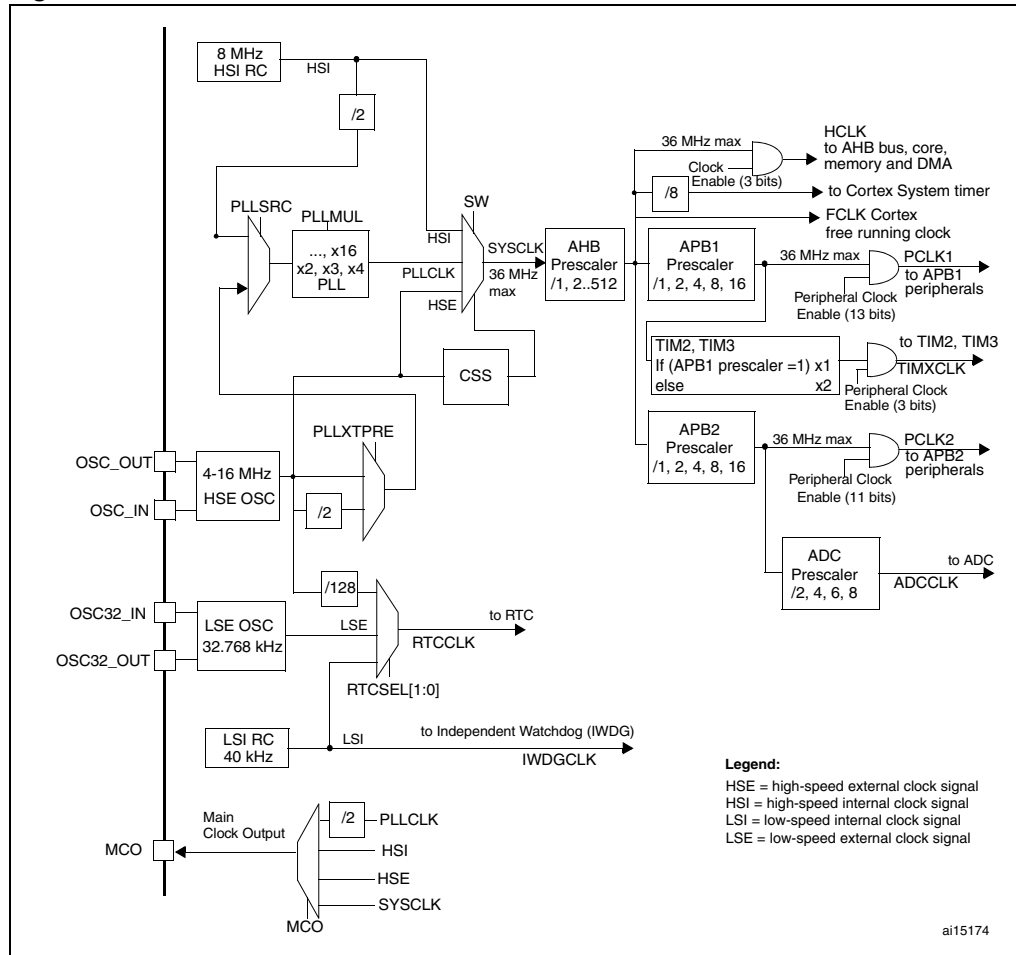 8 MHz
HSI RC
HSI
/2
HCLK
to AHB bus, core,
memory and DMA
36 MHz max
Clock
Enable (3 bits)
/8
to Cortex System timer
FCLK Cortex
free running clock
PLLSRC
PLLMUL
..., x16
x2, x3, x4
PLL
SW
HSI
PLLCLK
HSE
SYSCLK
36 MHz
max
AHB
Prescaler
/1, 2..512
APB1
Prescaler
/1, 2, 4, 8, 16
36 MHz max
PCLK1
to APB1
peripherals
Peripheral Clock
Enable (13 bits)
TIM2, TIM3
If (APB1 prescaler =1) x1
else x2
to TIM2, TIM3
TIMXCLK
Peripheral Clock
Enable (3 bits)
CSS
PLLXTPRE
APB2
Prescaler
/1, 2, 4, 8, 16
36 MHz max
PCLK2
to APB2
peripherals
Peripheral Clock
Enable (11 bits)
OSC_OUT
OSC_IN
4-16 MHz
HSE OSC
/2
ADC
Prescaler
/2, 4, 6, 8
to ADC
ADCCLK
/128
OSC32_IN
OSC32_OUT
LSE OSC
32.768 kHz
LSE
to RTC
RTCCLK
RTCSEL[1:0]
LSI RC
40 kHz
LSI
to Independent Watchdog (IWDG)
IWDGCLK
Legend:
HSE = high-speed external clock signal
HSI = high-speed internal clock signal
LSI = low-speed internal clock signal
LSE = low-speed external clock signal
Main
Clock Output
MCO
/2
PLLCLK
HSI
HSE
SYSCLK
MCO
ai15174